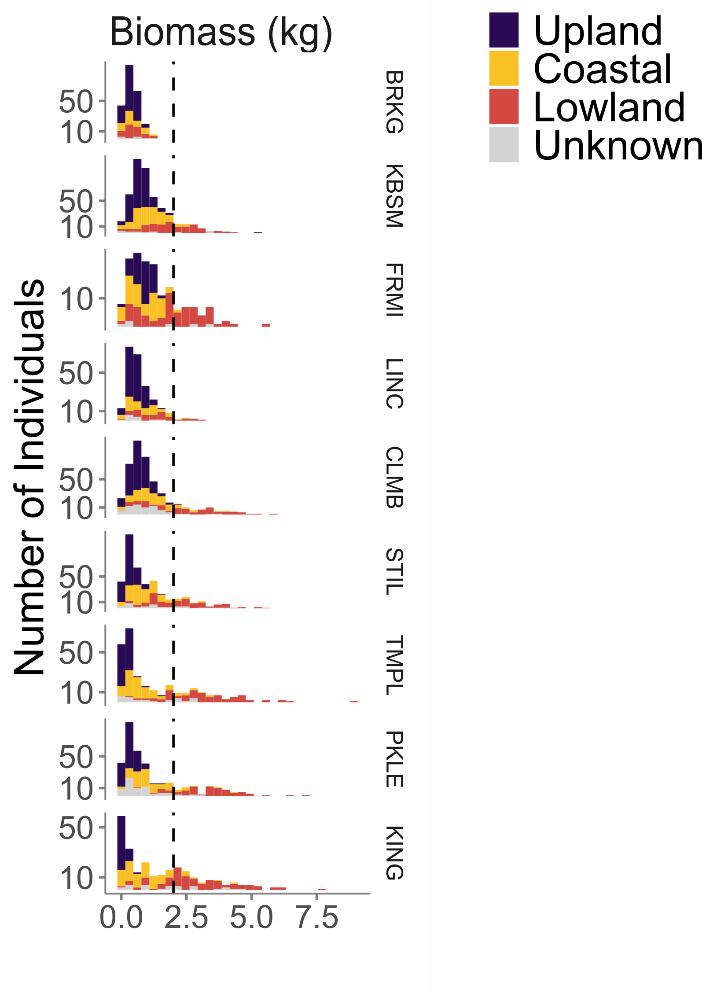 Biomass (kg)
Upland
Coastal
Lowland
Unknown
Number of Individuals
50
10
BRKG
50
10
KBSM
10
FRMI
50
10
LINC
50
10
CLMB
50
10
STIL
50
10
TMPL
50
10
PKLE
50
10
KING
0.0 2.5 5.0 7.5